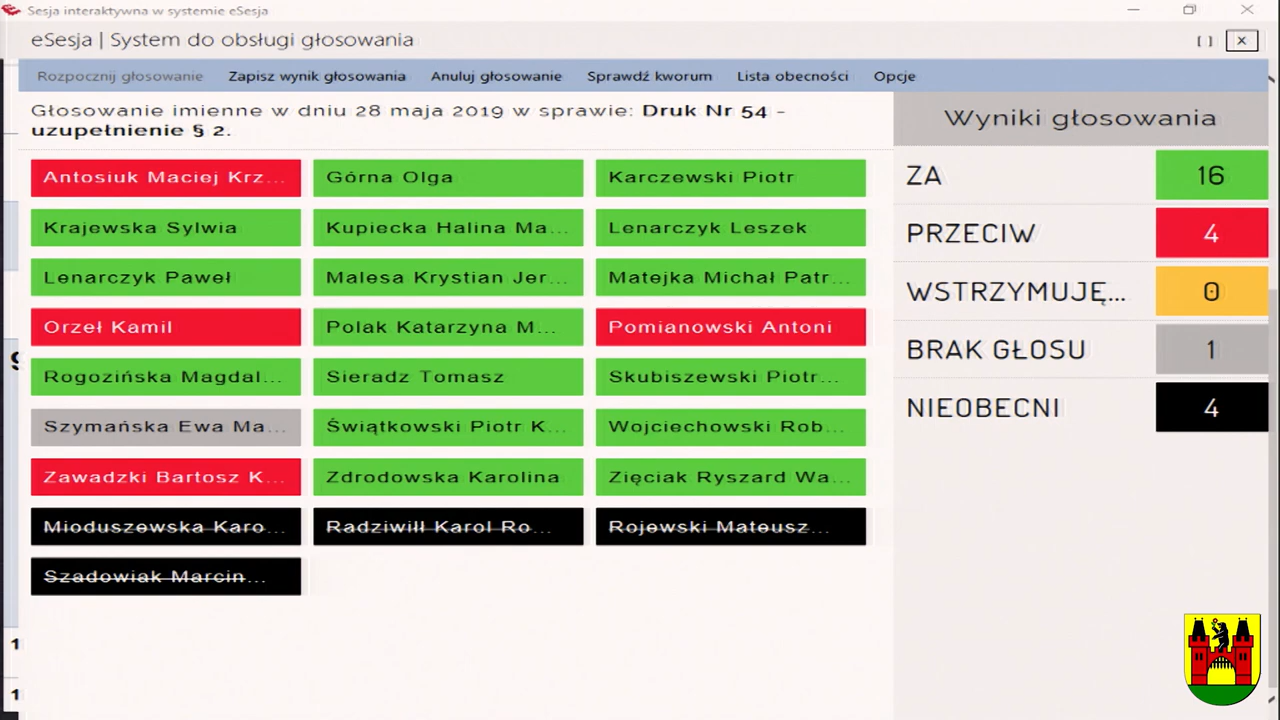 Sesja interaktywna w systemie eSesja
eSesja | System do obsługi głosowania
Rozpocznij głosowanie Zapisz wynik głosowania Anuluj głosowanie Sprawdź kworum Lista obecności Opcje
Głosowanie imienne w dniu 28 maja 2019 w sprawie: Druk Nr 54 -
uzupełnienie § 2.
Wyniki głosowania
Antosiuk Maciej Krz... Górna Olga Karczewski Piotr
Krajewska Sylwia Kupiecka Halina Ma... Lenarczyk Leszek
Lenarczyk Paweł Malesa Krystian Jer... Matejka Michał Patr...
Orzeł Kamil Polak Katarzyna M... Pomianowski Antoni
Rogozińska Magdal... Sieradz Tomasz Skubiszewski Piotr...
Szymańska Ewa Ma... Świątkowski Piotr K... Wojciechowski Rob...
Zawadzki Bartosz K... Zdrodowska Karolina Zięciak Ryszard Wa...
Mioduszewska Karo... Radziwiłł Karol Ro... Rojewski Mateusz...
Szadowiak Marcin...
ZA 16
PRZECIW 4
WSTRZYMUJĘ... 0
BRAK GŁOSU 1
NIEOBECNI 4